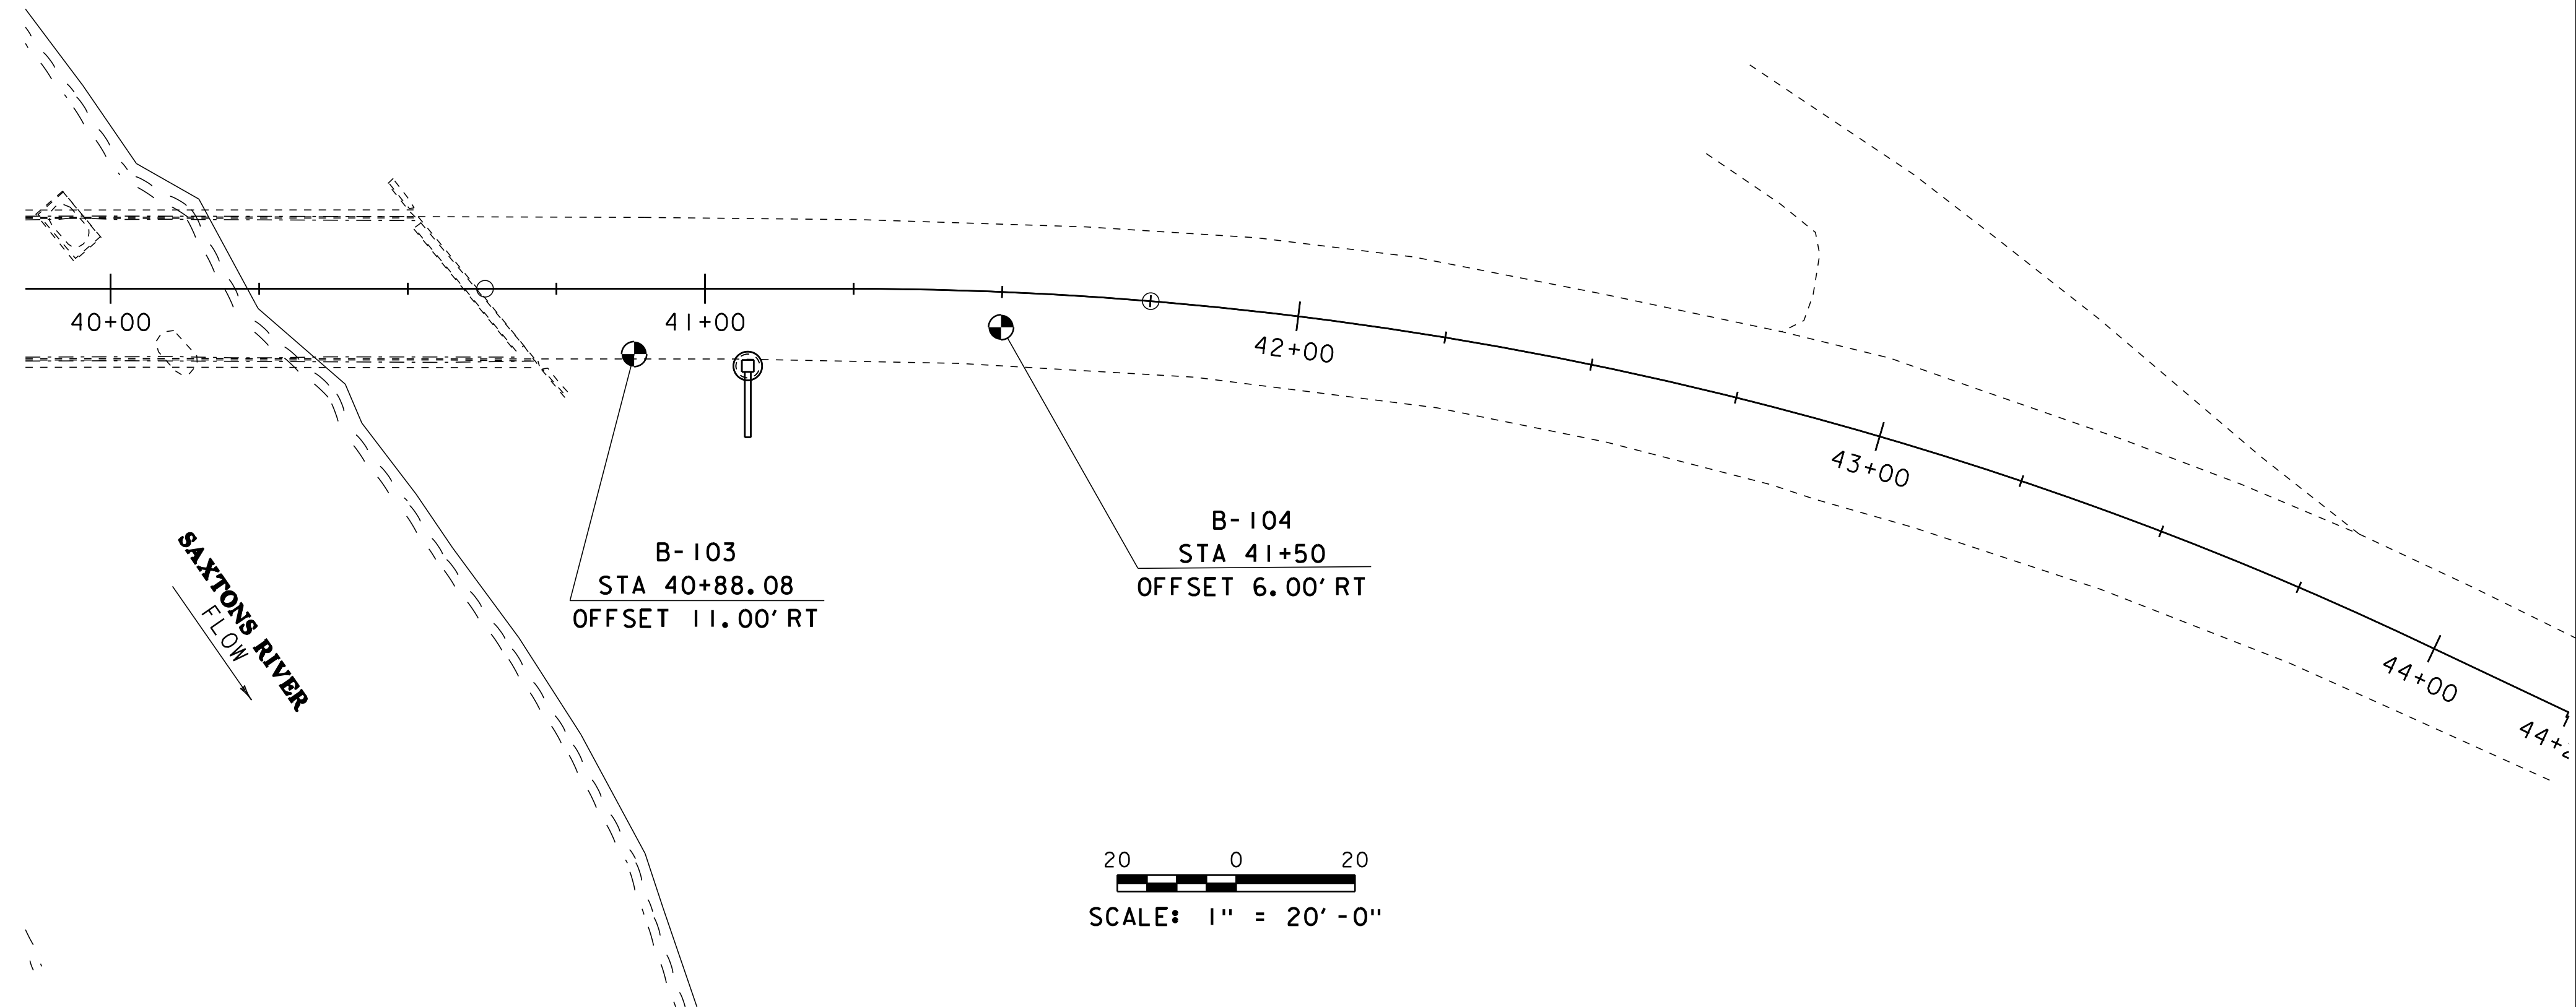 40+00
41+00
42+00
43+00
44+00
B-103
STA 40+88.08
OFFSET 11.00' RT
B-104
STA 41+50
OFFSET 6.00' RT
SAXTONS RIVER
FLOW
20 0 20
SCALE: 1" = 20'-0"